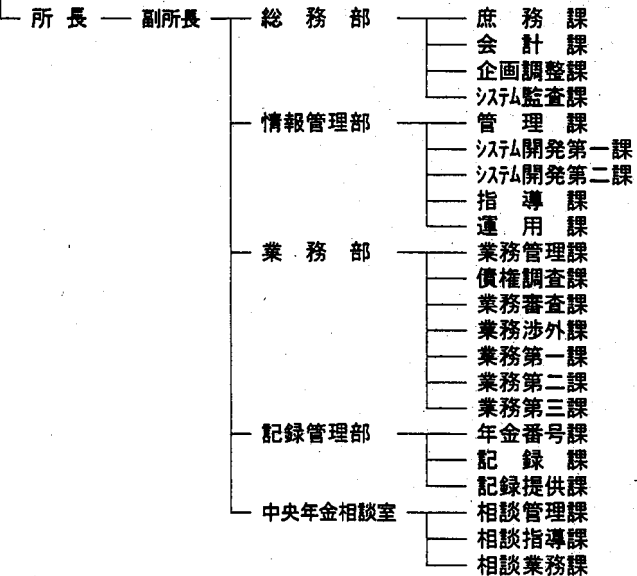 所長 副所長 総務部 庶務課
会計課
企画調整課
ｼｽﾃﾑ監査課
情報管理部 管理課
ｼｽﾃﾑ開発第一課
ｼｽﾃﾑ開発第二課
指導課
運用課
業務部 業務管理課
債権調査課
業務審査課
業務渉外課
業務第一課
業務第二課
業務第三課
記録管理部 年金番号課
記録課
記録提供課
中央年金相談室 相談管理課
相談指導課
相談業務課